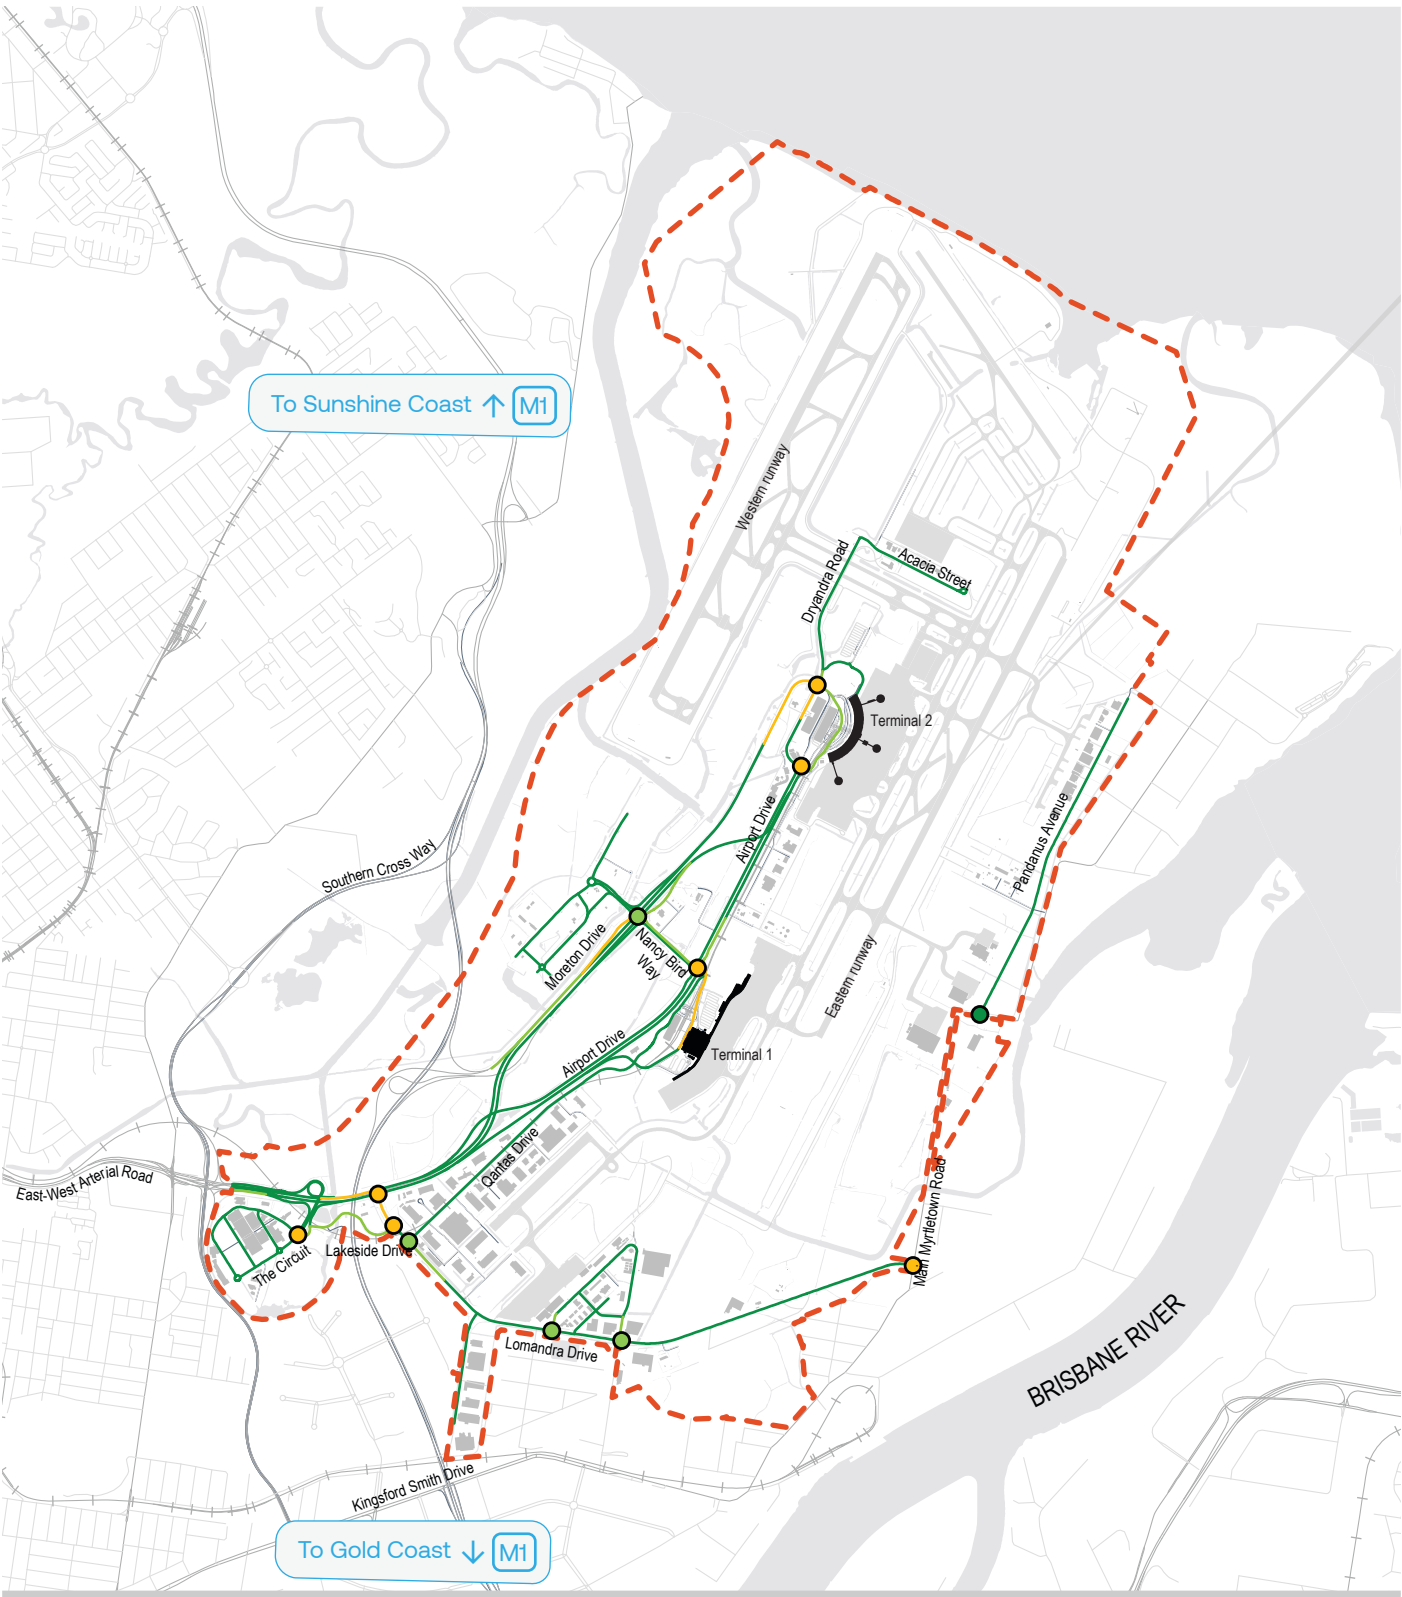 To Sunshine Coast ↑ M1
Western runway
Dryandra Road
Acacia Street
Terminal 2
Airport Drive
Pandanus Avenue
Southern Cross Way
Moreton Drive
Nancy Bird
Way
Eastern runway
Airport Drive
Terminal 1
Qantas Drive
East-West Arterial Road
Main Myrtletown Road
The Circuit
Lakeside Drive
Lomandra Drive
BRISBANE RIVER
Kingsford Smith Drive
To Gold Coast ↓ M1